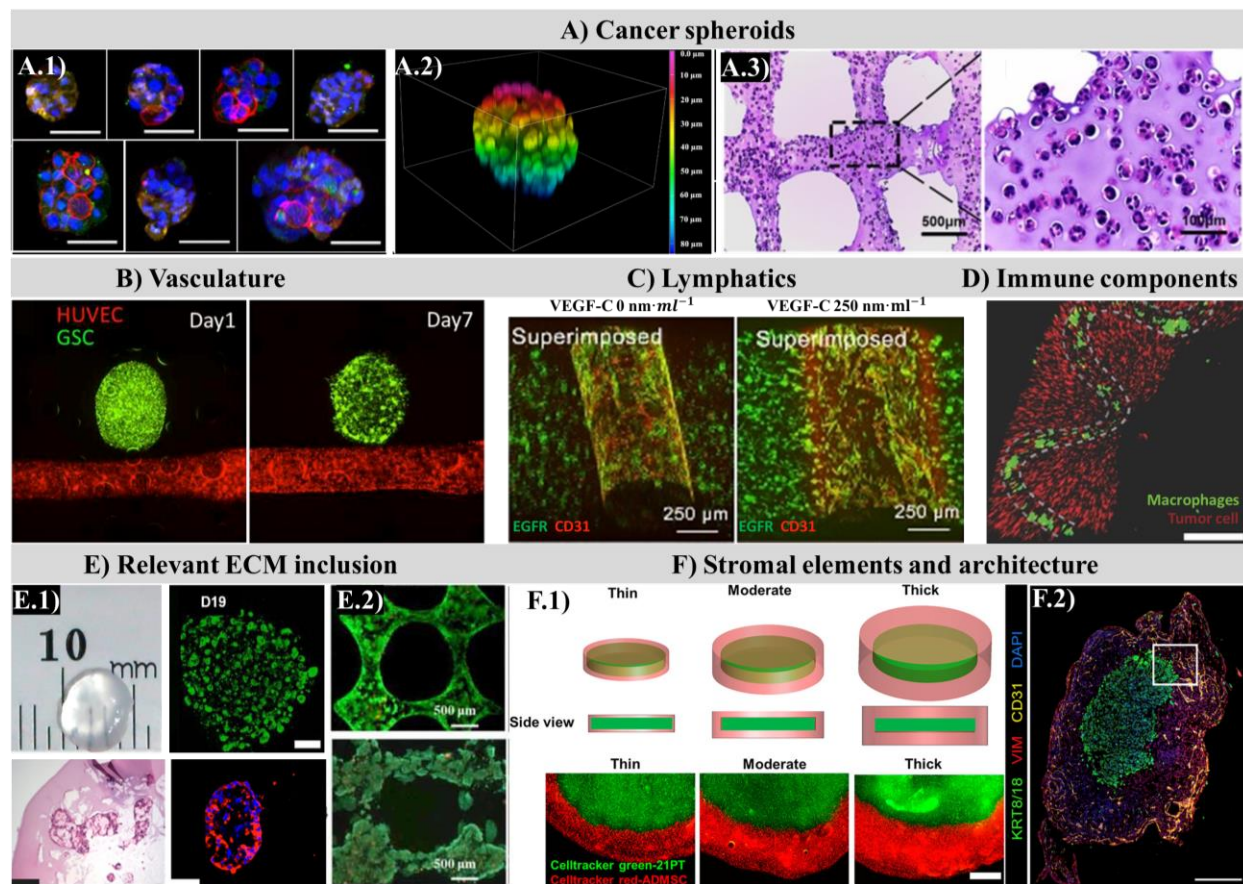 A) Cancer spheroids
A.1)
A.2)
0.0 µm
10 µm
20 µm
30 µm
40 µm
50 µm
60 µm
70 µm
80 µm
A.3)
500µm
100µm
B) Vasculature
C) Lymphatics
D) Immune components
HUVEC
GSC
Day1
Day7
VEGF-C 0 nm·ml⁻¹
VEGF-C 250 nm·ml⁻¹
Superimposed
Superimposed
EGFR CD31
250 µm
EGFR CD31
250 µm
Macrophages
Tumor cell
E) Relevant ECM inclusion
F) Stromal elements and architecture
E.1)
10
mm
D19
E.2)
500 µm
500 µm
F.1)
Thin
Moderate
Thick
Side view
Thin
Moderate
Thick
Celltracker green-21PT
Celltracker red-ADMSC
F.2)
KRT8/18 VIM CD31 DAPI